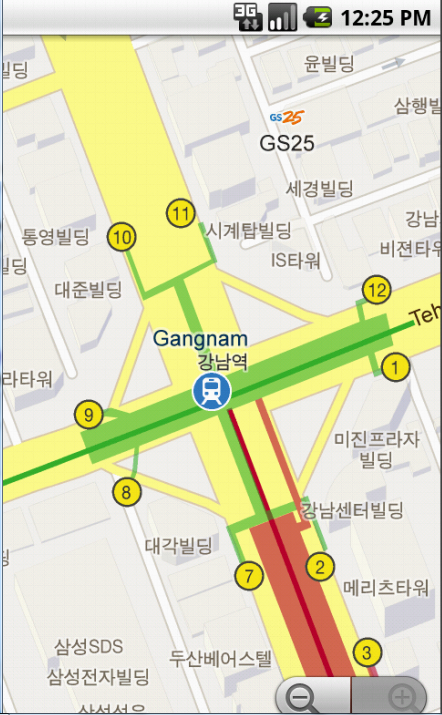 3G 12:25 PM
빌딩
윤빌딩
GS25
삼행빌
GS25
세경빌딩
11
10
통영빌딩
시계탑빌딩
강남
비젼타워
IS타워
빌딩
대준빌딩
12
Teh
Gangnam
강남역
라타워
1
9
미진프라자
빌딩
8
강남센터빌딩
대각빌딩
2
7
메리츠타워
삼성SDS
3
두산베어스텔
삼성전자빌딩